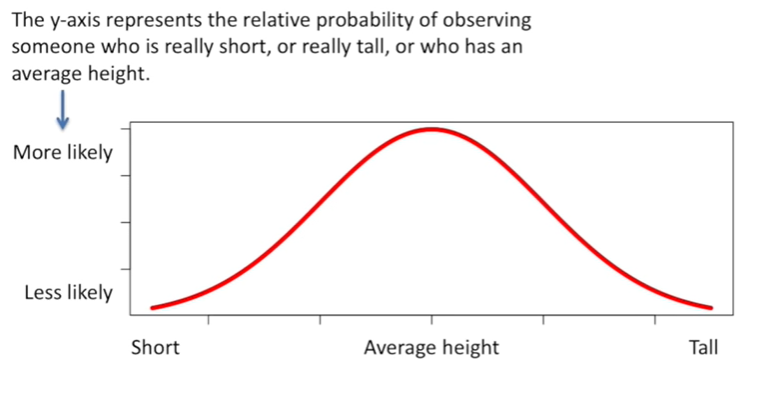 The y-axis represents the relative probability of observing
someone who is really short, or really tall, or who has an
average height.
More likely
Less likely
Short
Average height
Tall